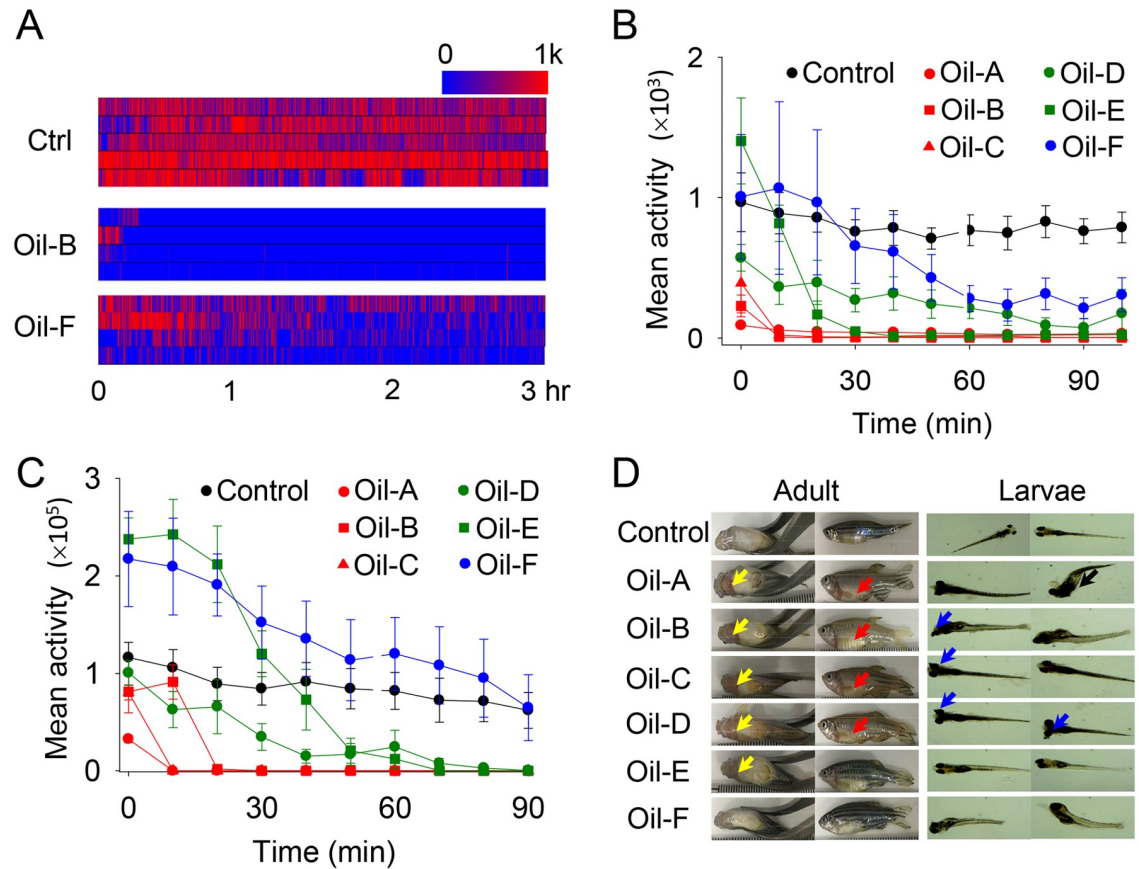 A
0 1k
Ctrl
Oil-B
Oil-F
0 1 2 3 hr
B
2
1
0
Mean activity (×10³)
Control Oil-A Oil-D
Oil-B Oil-E
Oil-C Oil-F
0 30 60 90
Time (min)
C
3
2
1
0
Mean activity (×10⁵)
Control Oil-A Oil-D
Oil-B Oil-E
Oil-C Oil-F
0 30 60 90
Time (min)
D
Adult Larvae
Control
Oil-A
Oil-B
Oil-C
Oil-D
Oil-E
Oil-F